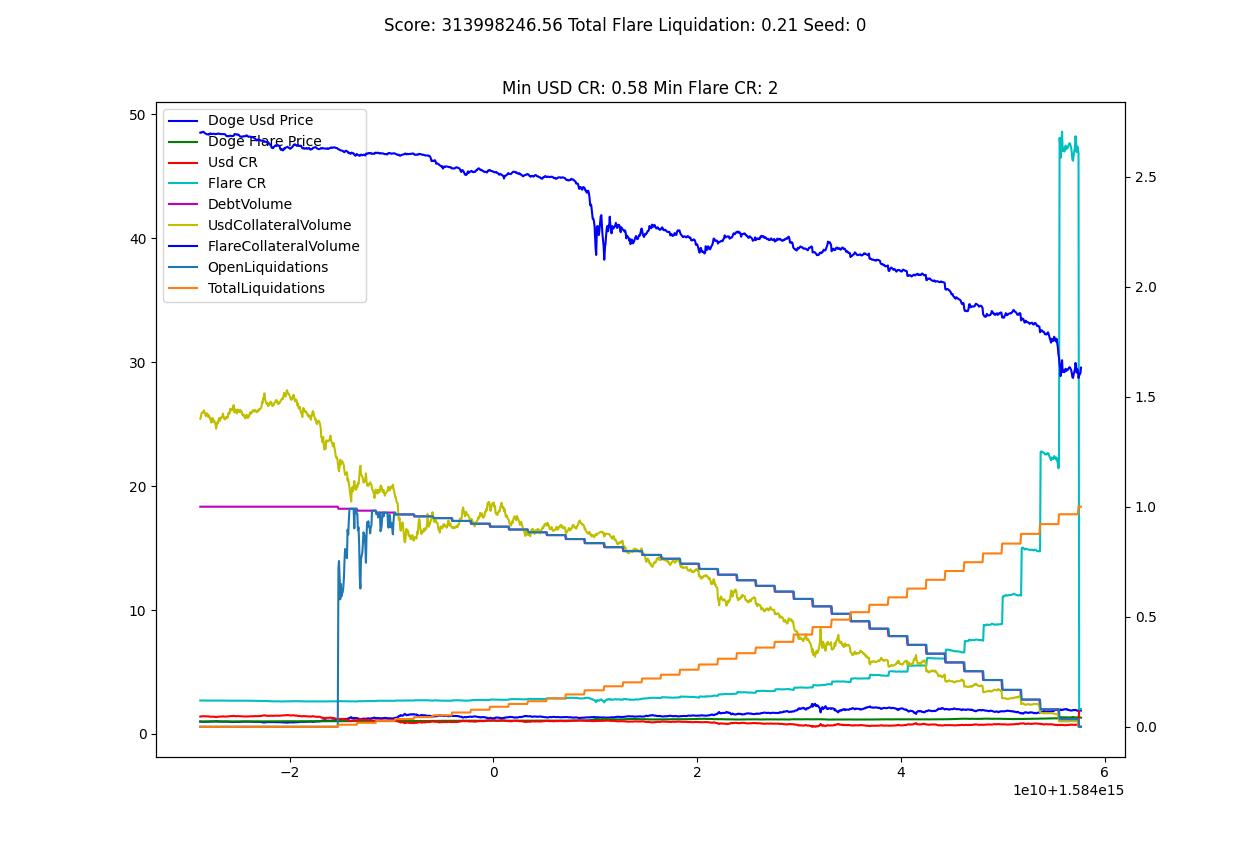 Score: 313998246.56 Total Flare Liquidation: 0.21 Seed: 0
Min USD CR: 0.58 Min Flare CR: 2
Doge Usd Price
Doge Flare Price
Usd CR
Flare CR
DebtVolume
UsdCollateralVolume
FlareCollateralVolume
OpenLiquidations
TotalLiquidations
50
40
30
20
10
0
2.5
2.0
1.5
1.0
0.5
0.0
−2 0 2 4 6
1e10+1.584e15